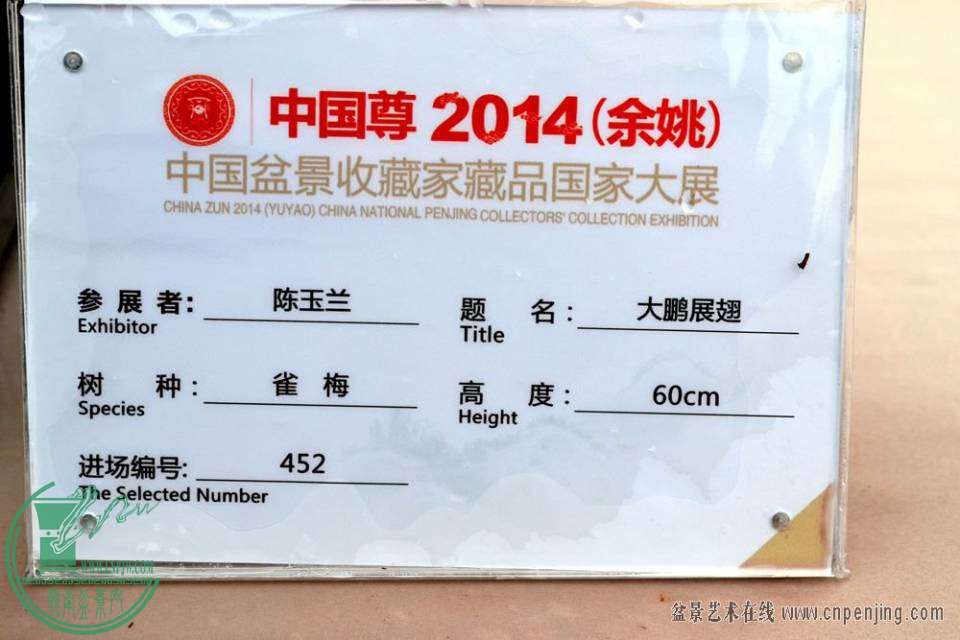 中国尊 2014(余姚)
中国盆景收藏家藏品国家大展
CHINA ZUN 2014 (YUYAO) CHINA NATIONAL PENJING COLLECTORS' COLLECTION EXHIBITION
参 展 者: 陈玉兰
Exhibitor
题 名: 大鹏展翅
Title
树 种: 雀 梅
Species
高 度: 60cm
Height
进场编号: 452
The Selected Number
盆景艺术在线 www.cnpenjing.com